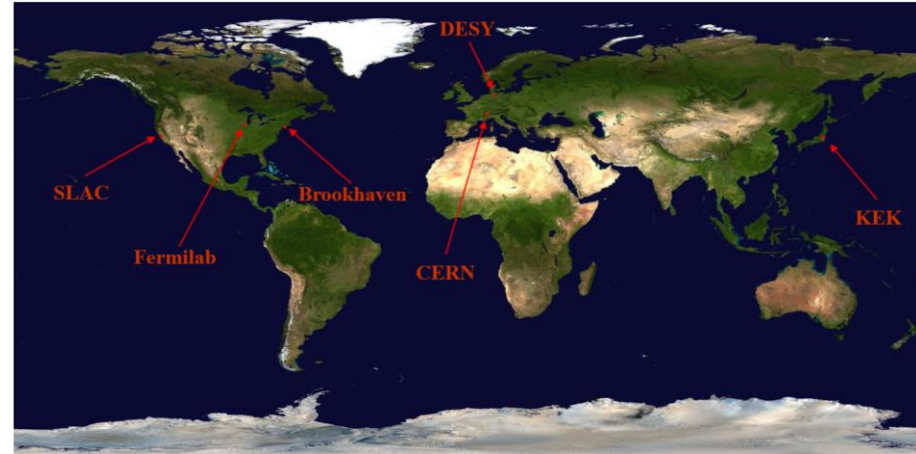 DESY
SLAC
Brookhaven
KEK
Fermilab
CERN